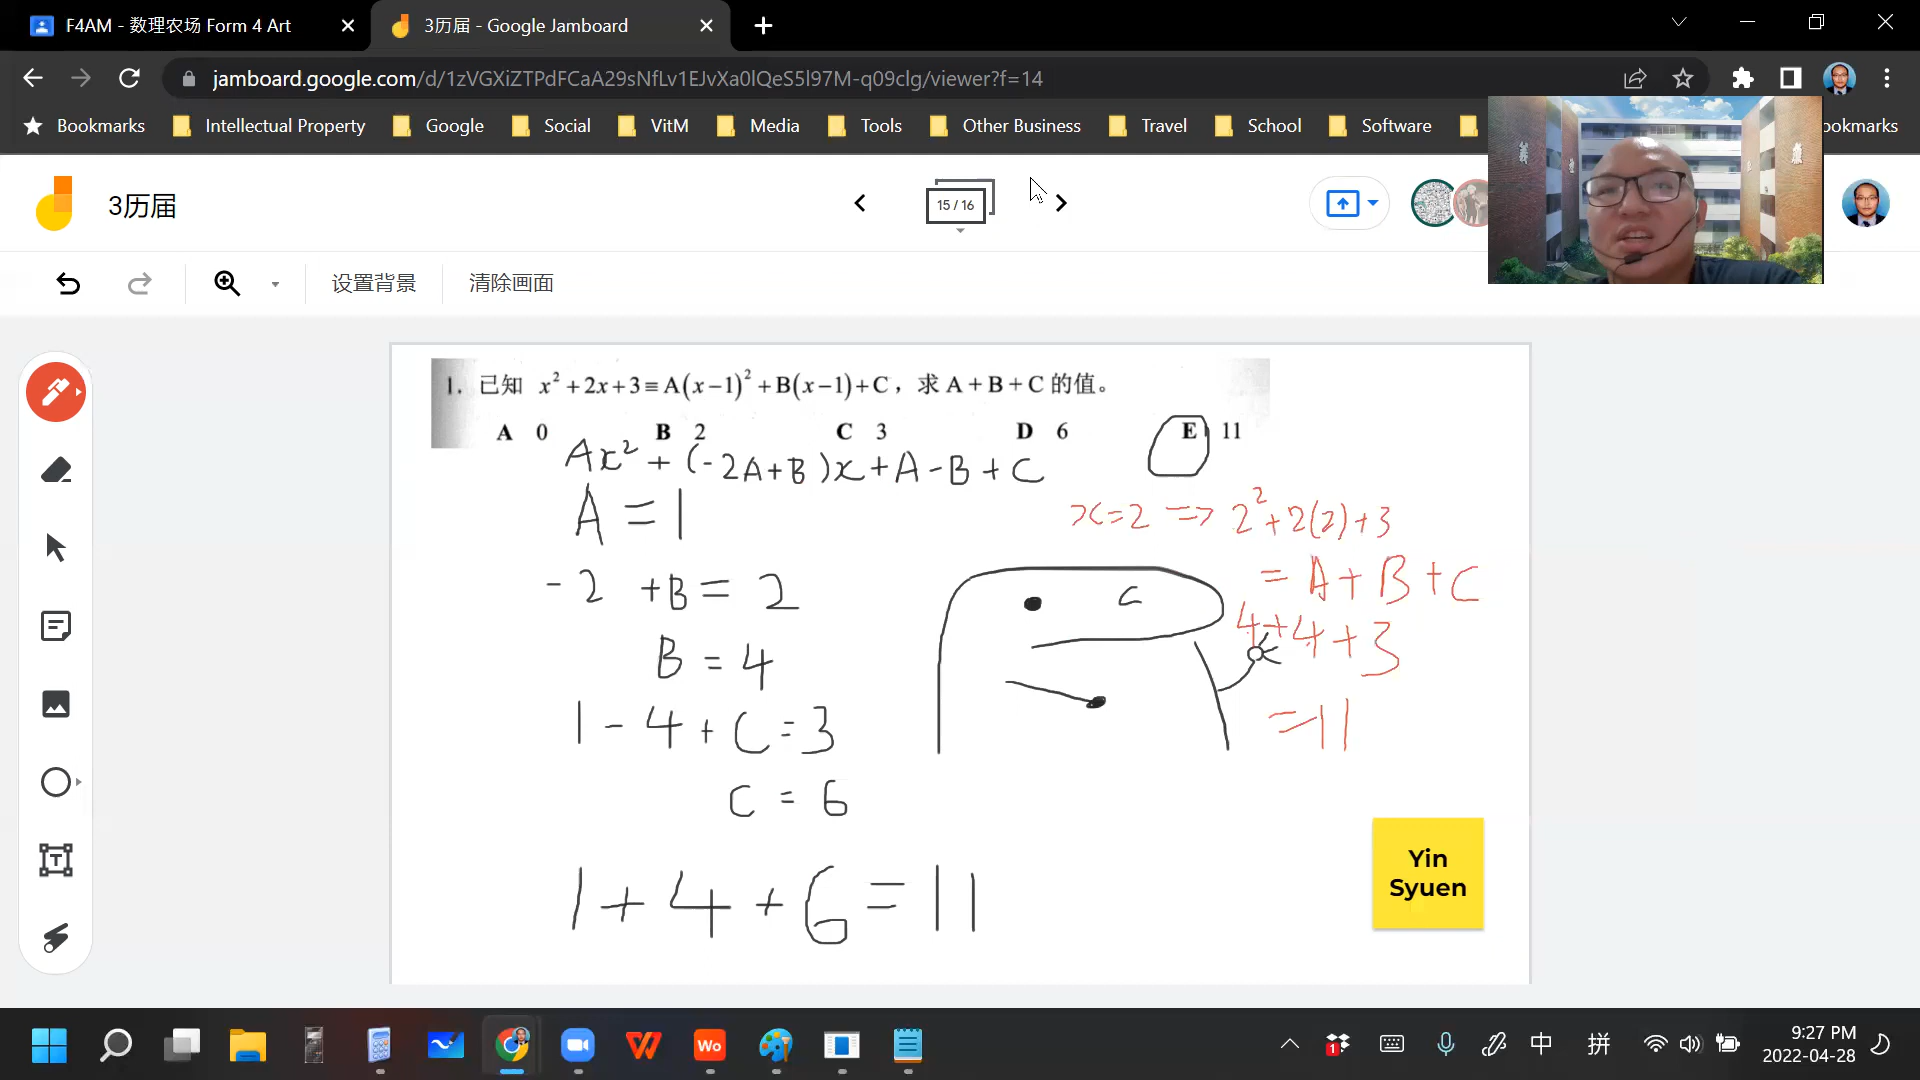 F4AM - 数理农场 Form 4 Art
3历届 - Google Jamboard
jamboard.google.com/d/1zVGXiZTPdFCaA29sNfLv1EJvXa0lQeS5l97M-q09clg/viewer?f=14
Bookmarks Intellectual Property Google Social VitM Media Tools Other Business Travel School Software ookmarks
3历届
15 / 16
设置背景 清除画面
1. 已知 x²+2x+3≡A(x−1)²+B(x−1)+C, 求 A+B+C 的值。
A 0 B 2 C 3 D 6 E 11
Ax² + (-2A+B)x+A-B+C
A = 1
-2 +B = 2
B = 4
1 - 4 + C = 3
C = 6
1 + 4 + 6 = 11
x=2 => 2²+2(2)+3
= A+B+C
4+4+3
=11
C
Yin
Syuen
T
Wo
1
中
拼
9:27 PM
2022-04-28